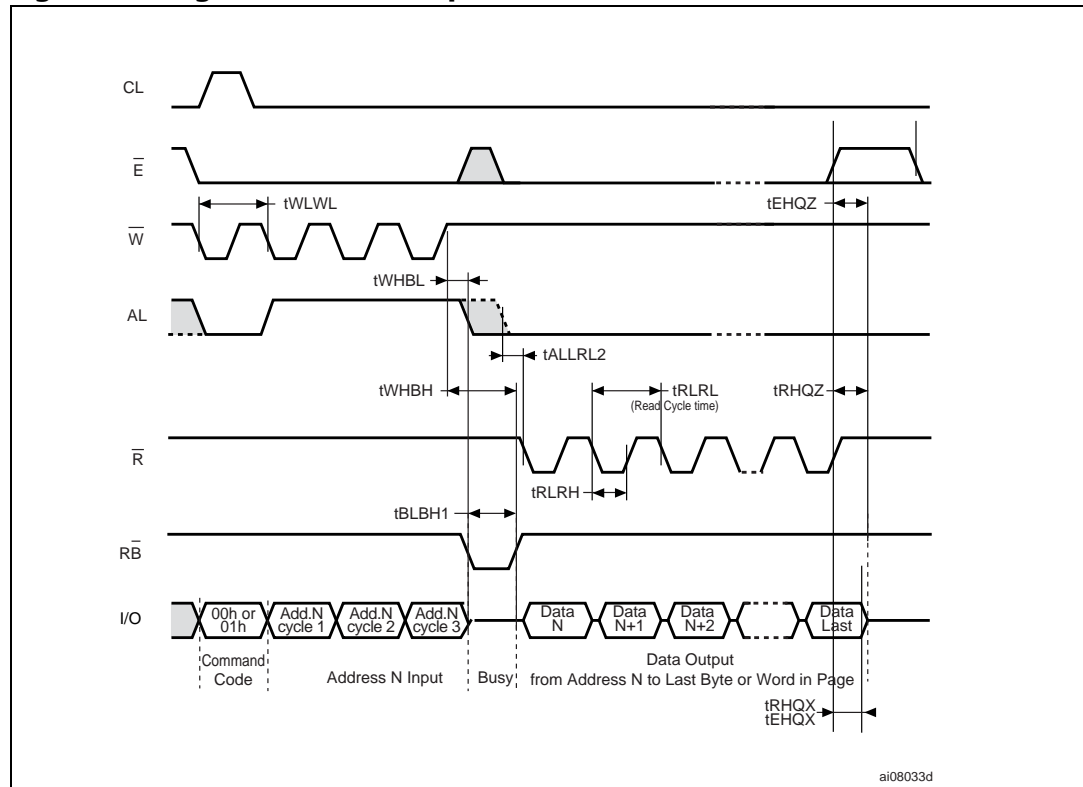 CL
E
tEHQZ
tWLWL
W
tWHBL
AL
tALLRL2
tWHBH
tRLRL
tRHQZ
(Read Cycle time)
R
tRLRH
tBLBH1
RB
I/O
00h or
01h
Add.N
cycle 1
Add.N
cycle 2
Add.N
cycle 3
Data
N
Data
N+1
Data
N+2
Data
Last
Command
Code
Address N Input
Busy
Data Output
from Address N to Last Byte or Word in Page
tRHQX
tEHQX
ai08033d